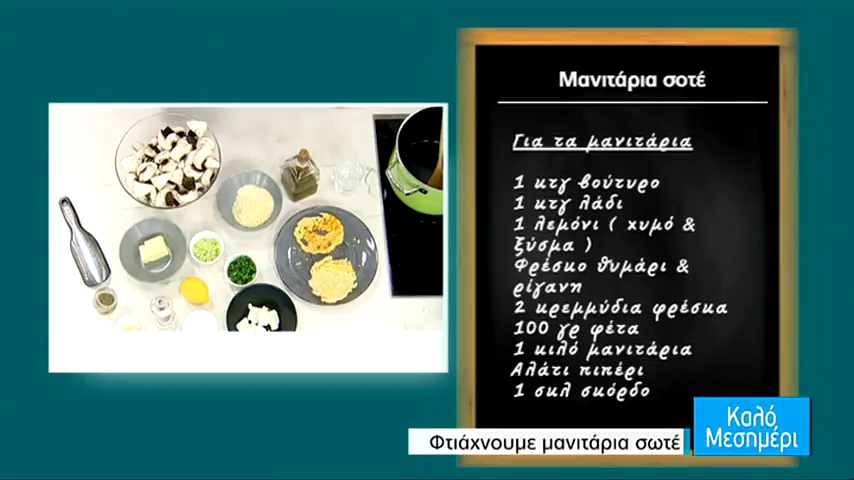 Μανιτάρια σοτέ
Για τα μανιτάρια
1 κτγ βούτυρο
1 κτγ λάδι
1 λεμόνι ( χυμό &
ξύσμα )
Φρέσκο θυμάρι &
ρίγανη
2 κρεμμύδια φρέσκα
100 γρ φέτα
1 κιλό μανιτάρια
Αλάτι πιπέρι
1 σκλ σκόρδο
Φτιάχνουμε μανιτάρια σωτέ
Καλό
Μεσημέρι